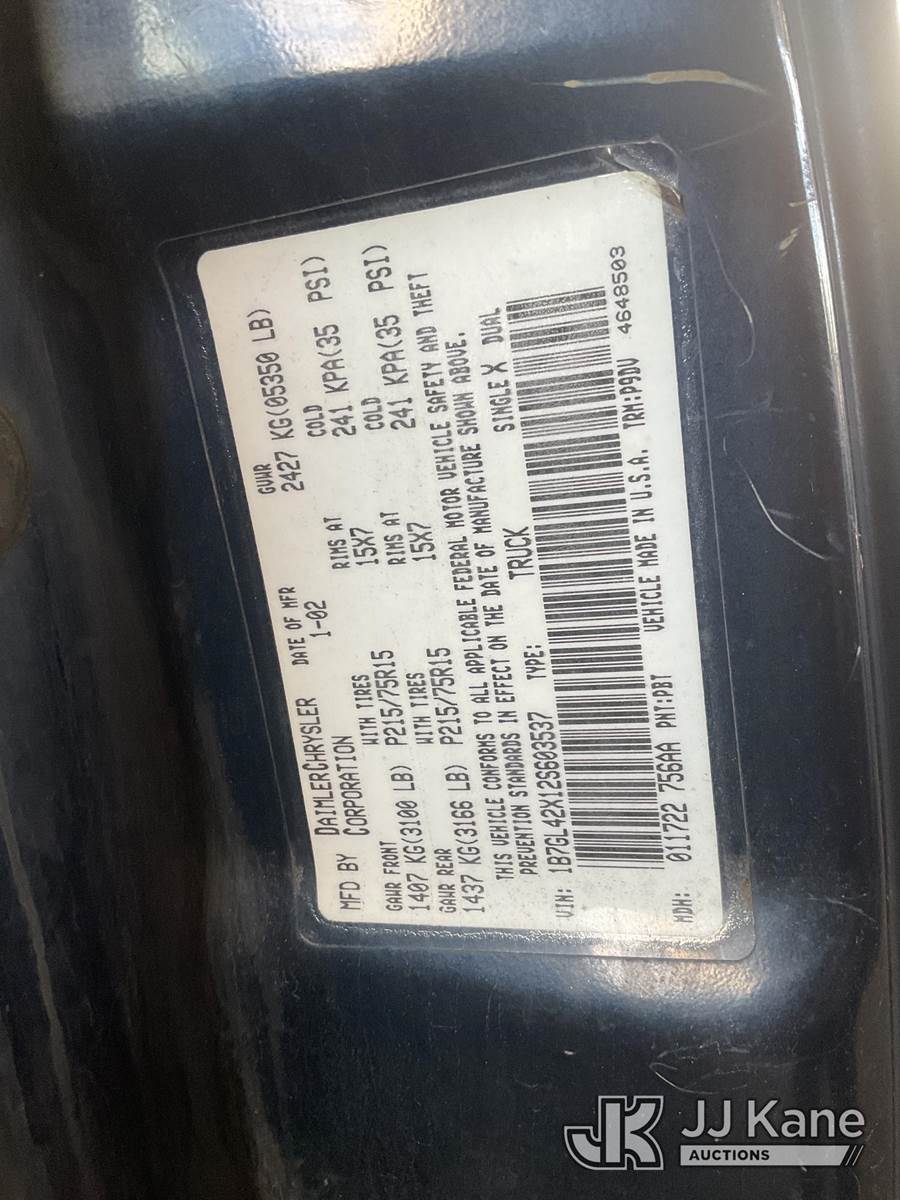 MFD BY DAIMLERCHRYSLER CORPORATION DATE OF MFR 1-02 GVWR 2427 KG(05350 LB)
GAWR FRONT WITH TIRES RIMS AT COLD
1407 KG(3100 LB) P215/75R15 15X7 241 KPA(35 PSI)
GAWR REAR WITH TIRES RIMS AT COLD
1437 KG(3166 LB) P215/75R15 15X7 241 KPA(35 PSI)
THIS VEHICLE CONFORMS TO ALL APPLICABLE FEDERAL MOTOR VEHICLE SAFETY AND THEFT
PREVENTION STANDARDS IN EFFECT ON THE DATE OF MANUFACTURE SHOWN ABOVE.
VIN: 1B7GL42X12S603537 TYPE: TRUCK SINGLE X DUAL
MDH: 011722 756AA PNT:PBT VEHICLE MADE IN U.S.A. TRM:P9DV 4648503
JK JJ Kane
AUCTIONS